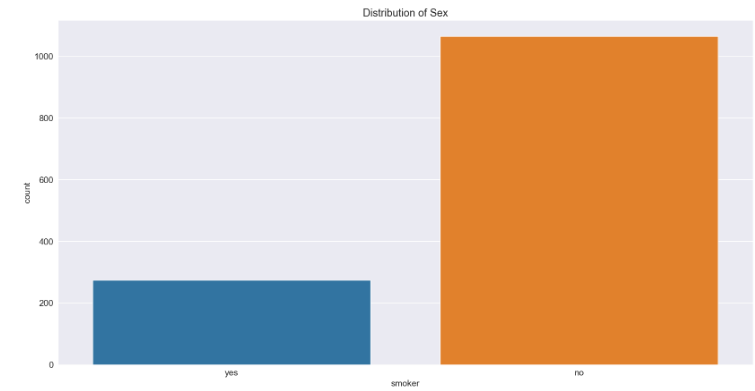 Distribution of Sex
1000
800
600
400
200
0
count
yes
no
smoker